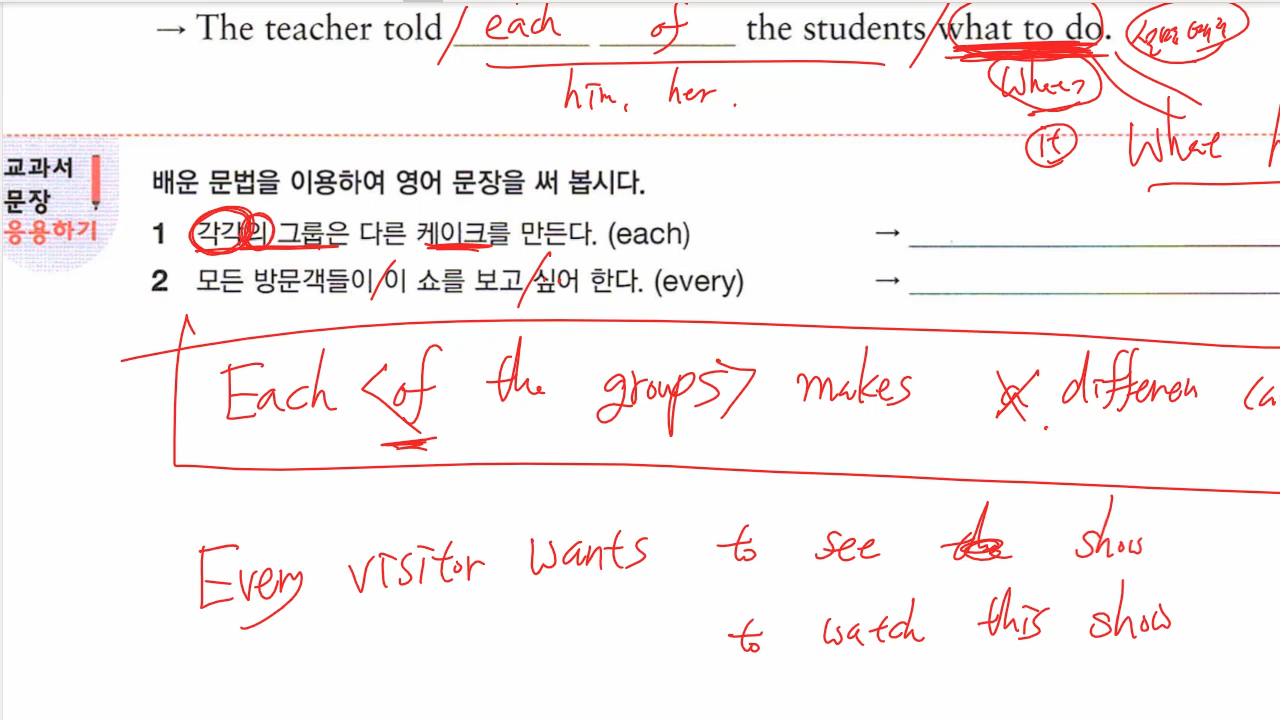 → The teacher told / each of the students / what to do.
him, her.
What
it
What
교과서
문장
응용하기
배운 문법을 이용하여 영어 문장을 써 봅시다.
1 각각의 그룹은 다른 케이크를 만든다. (each) →
2 모든 방문객들이 / 이 쇼를 보고 / 싶어 한다. (every) →
Each <of the groups> makes a differen
Every visitor wants to see show
to watch this show